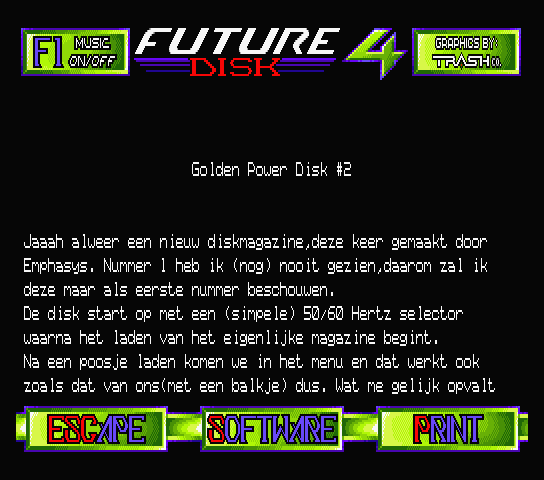 F1 MUSIC ON/OFF
FUTURE DISK 4
GRAPHICS BY: TRASH CO.
Golden Power Disk #2
Jaaah alweer een nieuw diskmagazine,deze keer gemaakt door
Emphasys. Nummer 1 heb ik (nog) nooit gezien,daarom zal ik
deze maar als eerste nummer beschouwen.
De disk start op met een (simpele) 50/60 Hertz selector
waarna het laden van het eigenlijke magazine begint.
Na een poosje laden komen we in het menu en dat werkt ook
zoals dat van ons(met een balkje) dus. Wat me gelijk opvalt
ESCAPE SOFTWARE PRINT